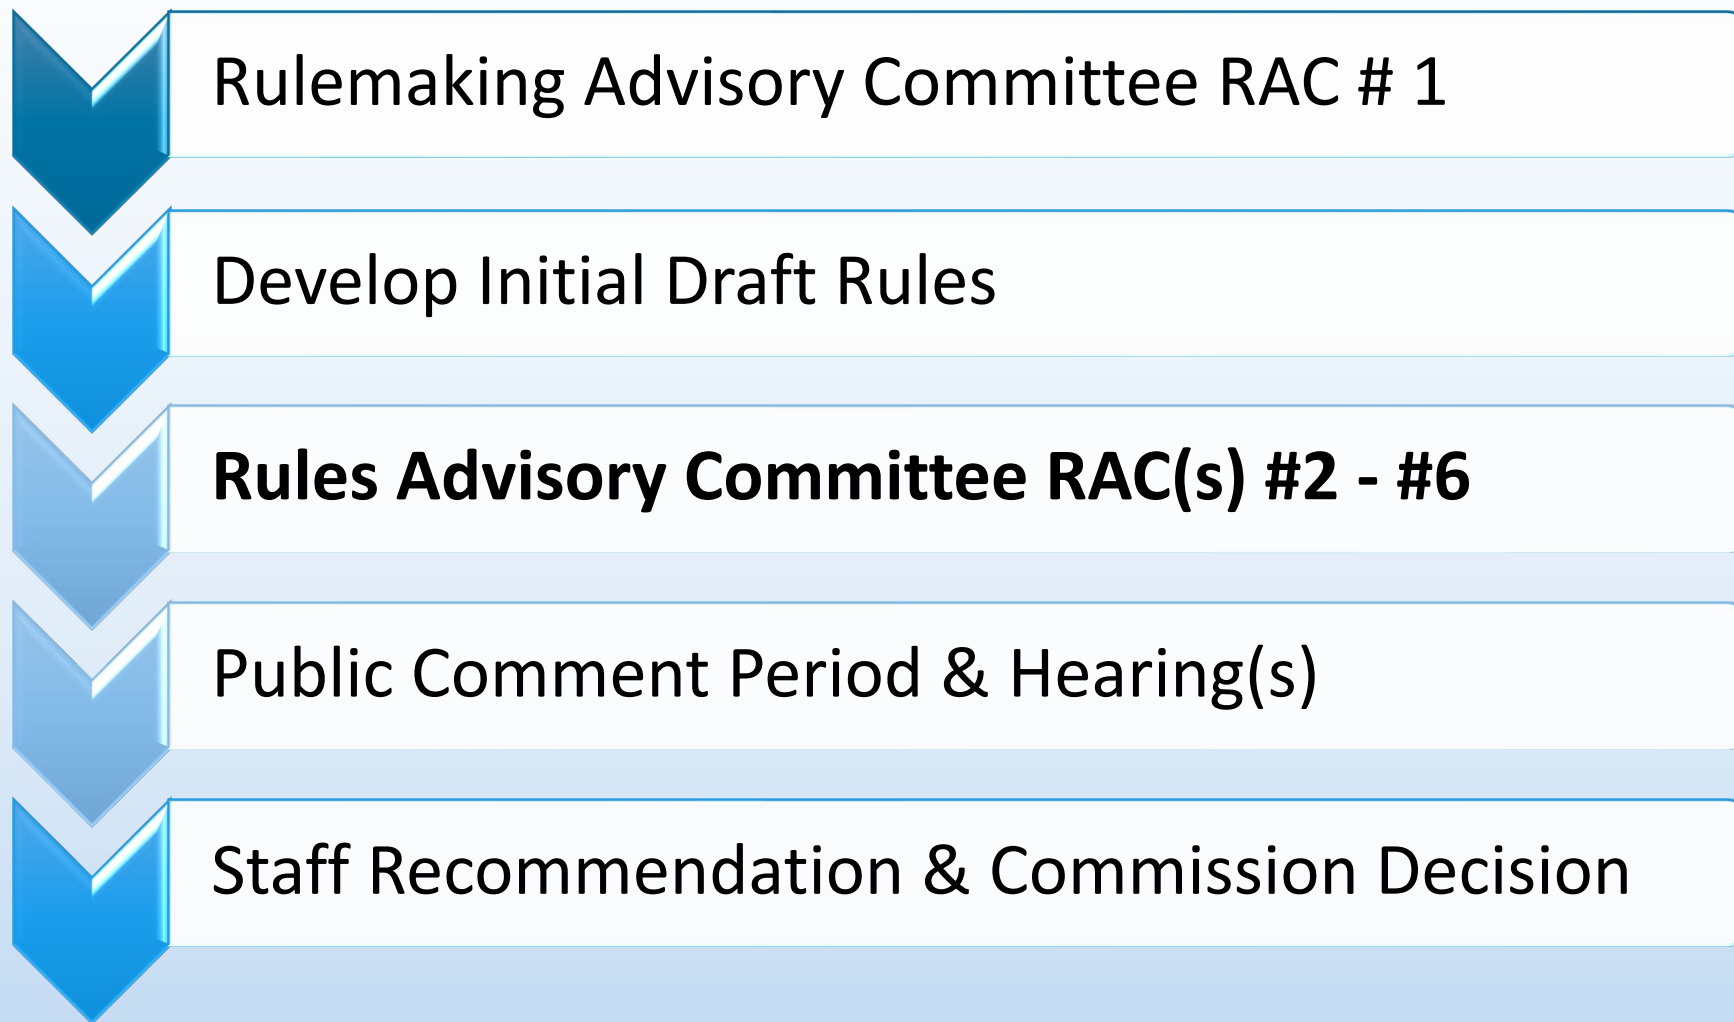 Rulemaking Advisory Committee RAC # 1
Develop Initial Draft Rules
Rules Advisory Committee RAC(s) #2 - #6
Public Comment Period & Hearing(s)
Staff Recommendation & Commission Decision